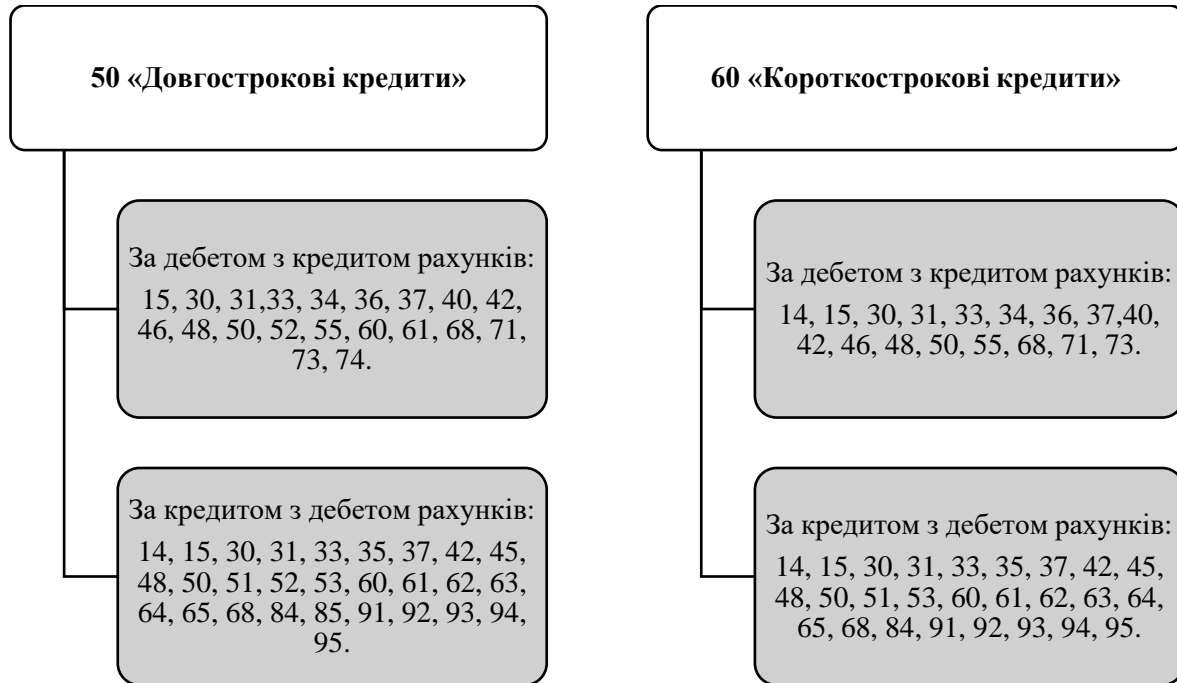 50 «Довгострокові кредити»
За дебетом з кредитом рахунків:
15, 30, 31,33, 34, 36, 37, 40, 42,
46, 48, 50, 52, 55, 60, 61, 68, 71,
73, 74.
За кредитом з дебетом рахунків:
14, 15, 30, 31, 33, 35, 37, 42, 45,
48, 50, 51, 52, 53, 60, 61, 62, 63,
64, 65, 68, 84, 85, 91, 92, 93, 94,
95.
60 «Короткострокові кредити»
За дебетом з кредитом рахунків:
14, 15, 30, 31, 33, 34, 36, 37,40,
42, 46, 48, 50, 55, 68, 71, 73.
За кредитом з дебетом рахунків:
14, 15, 30, 31, 33, 35, 37, 42, 45,
48, 50, 51, 53, 60, 61, 62, 63, 64,
65, 68, 84, 91, 92, 93, 94, 95.